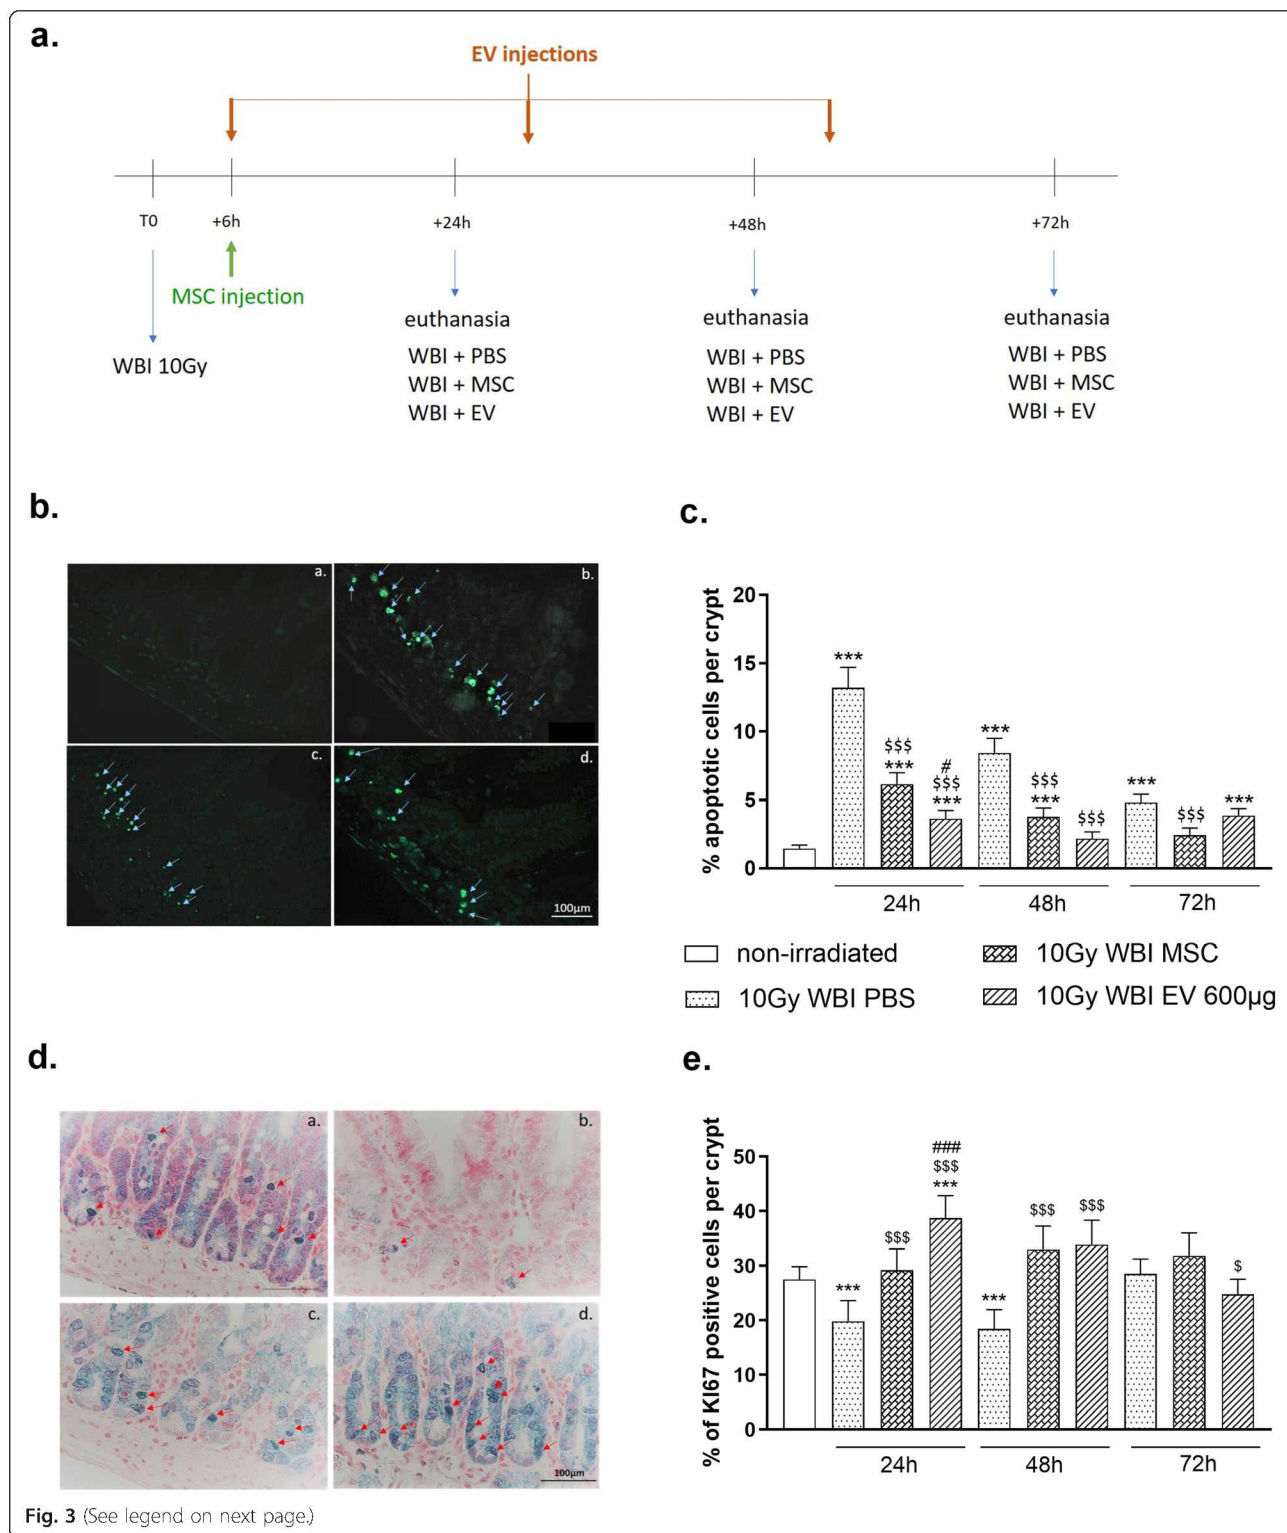 a.
EV injections
T0
+6h
+24h
+48h
+72h
MSC injection
WBI 10Gy
euthanasia
WBI + PBS
WBI + MSC
WBI + EV
euthanasia
WBI + PBS
WBI + MSC
WBI + EV
euthanasia
WBI + PBS
WBI + MSC
WBI + EV
b.
a.
b.
c.
d.
100µm
c.
% apoptotic cells per crypt
20
15
10
5
0
***
$$$
***
#
$$$
***
***
$$$
***
$$$
***
$$$
***
24h
48h
72h
non-irradiated
10Gy WBI PBS
10Gy WBI MSC
10Gy WBI EV 600µg
d.
a.
b.
c.
d.
100µm
e.
% of KI67 positive cells per crypt
50
40
30
20
10
0
***
$$$
###
$$$
***
***
$$$
$$$
$
24h
48h
72h
Fig. 3 (See legend on next page.)